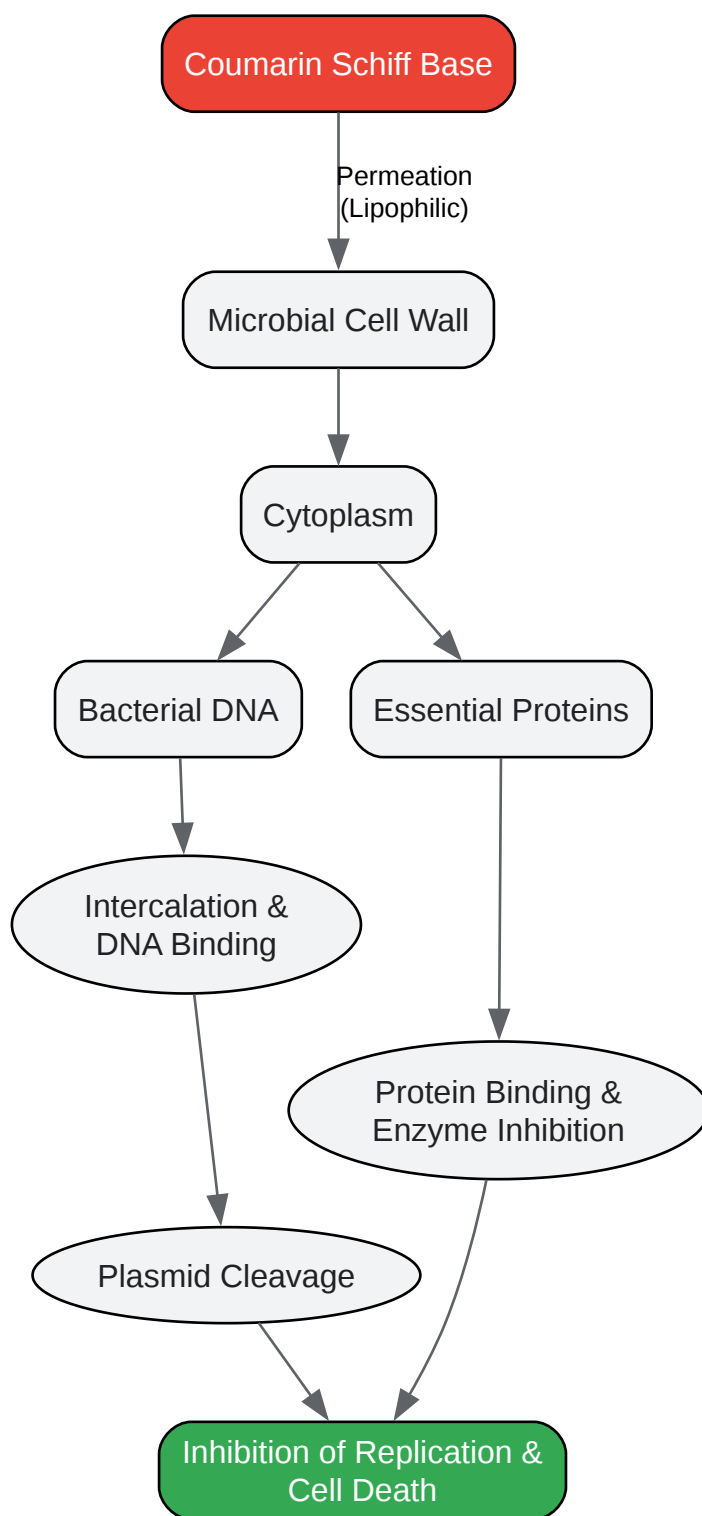 Coumarin Schiff Base
Permeation
(Lipophilic)
Microbial Cell Wall
Cytoplasm
Bacterial DNA
Essential Proteins
Intercalation &
DNA Binding
Protein Binding &
Enzyme Inhibition
Plasmid Cleavage
Inhibition of Replication &
Cell Death